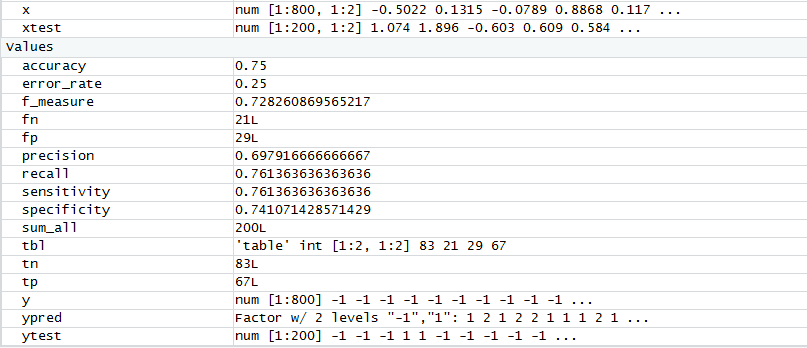 x num [1:800, 1:2] -0.5022 0.1315 -0.0789 0.8868 0.117 ...
xtest num [1:200, 1:2] 1.074 1.896 -0.603 0.609 0.584 ...
Values
accuracy 0.75
error_rate 0.25
f_measure 0.728260869565217
fn 21L
fp 29L
precision 0.697916666666667
recall 0.761363636363636
sensitivity 0.761363636363636
specificity 0.741071428571429
sum_all 200L
tbl 'table' int [1:2, 1:2] 83 21 29 67
tn 83L
tp 67L
y num [1:800] -1 -1 -1 -1 -1 -1 -1 -1 -1 -1 ...
ypred Factor w/ 2 levels "-1","1": 1 2 1 2 2 1 1 1 2 1 ...
ytest num [1:200] -1 -1 -1 1 1 -1 -1 -1 -1 -1 ...